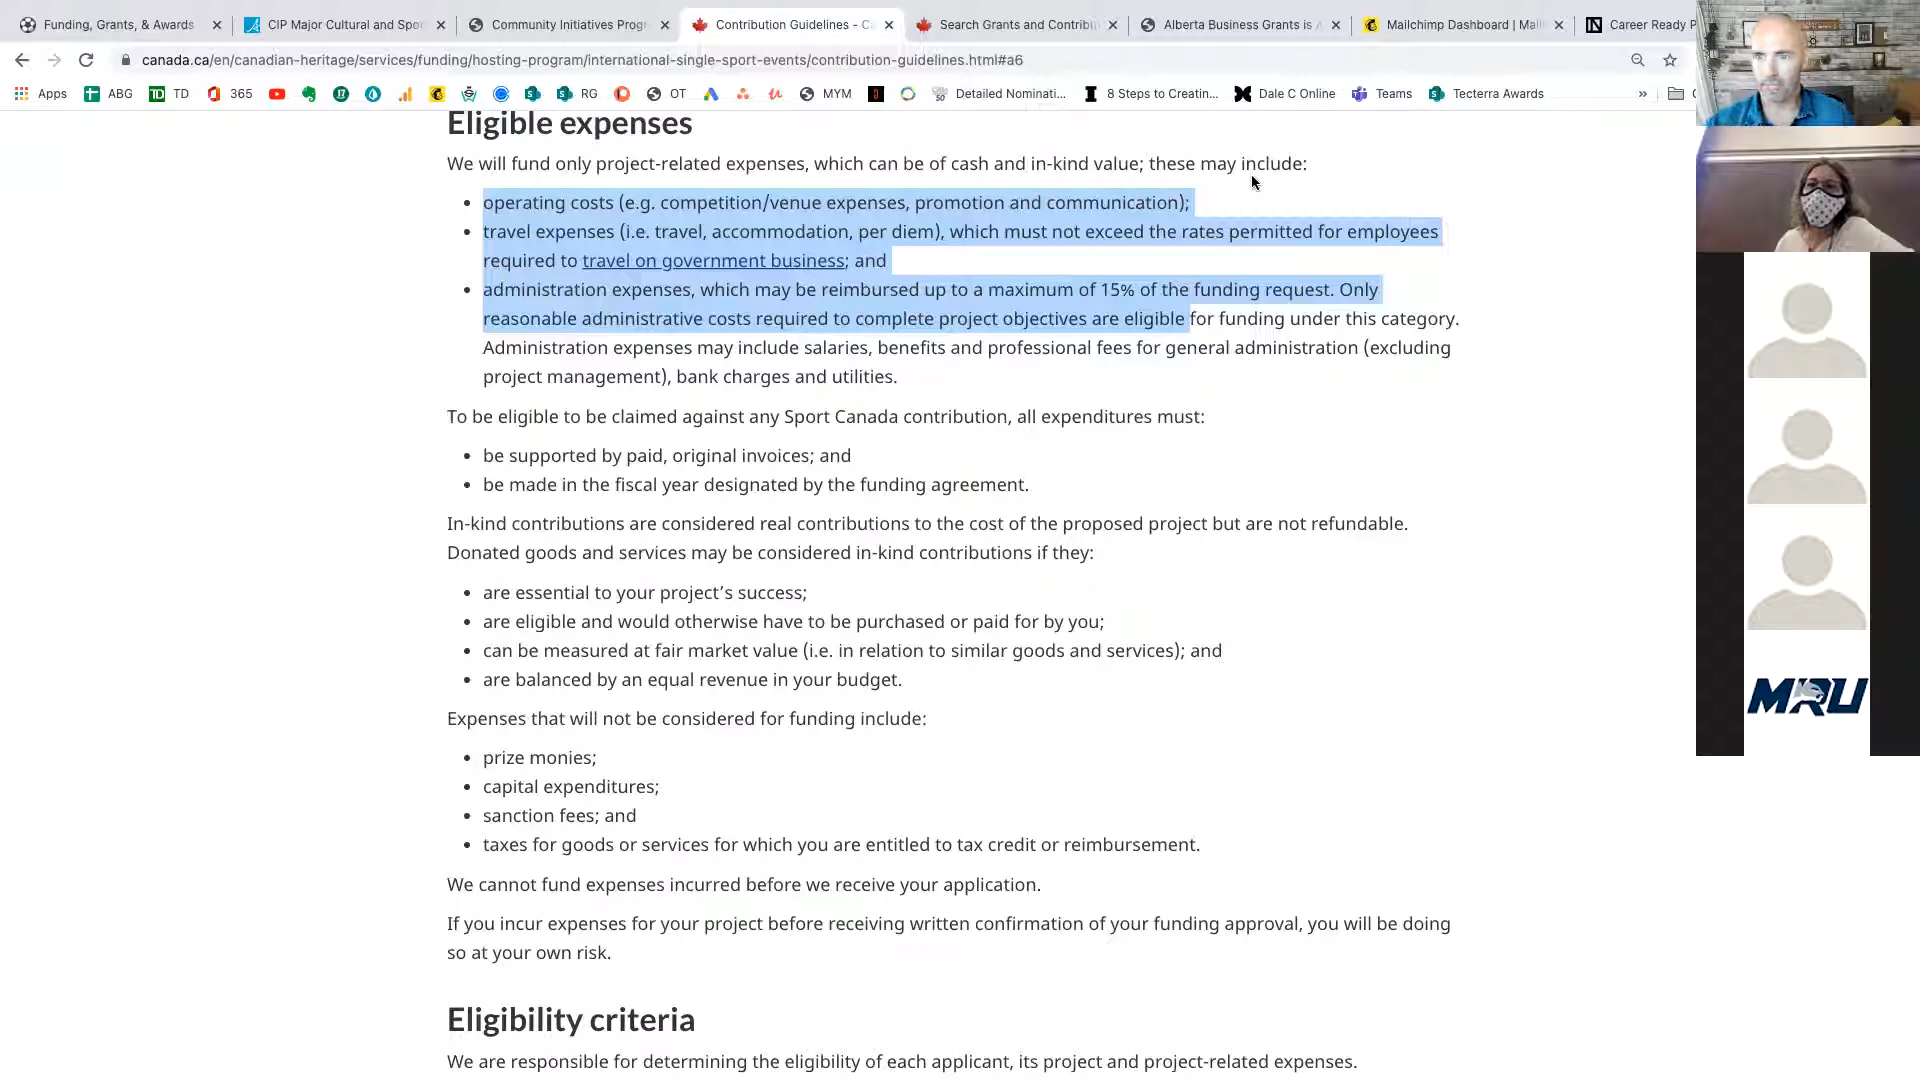 Funding, Grants, & Awards
CIP Major Cultural and Spor
Community Initiatives Progr
Contribution Guidelines - C
Search Grants and Contribu
Alberta Business Grants is
Mailchimp Dashboard | Mail
Career Ready P
canada.ca/en/canadian-heritage/services/funding/hosting-program/international-single-sport-events/contribution-guidelines.html#a6
Apps ABG TD TD 365 RG OT MYM Detailed Nominati... 8 Steps to Creatin... Dale C Online Teams Tecterra Awards »
Eligible expenses
We will fund only project-related expenses, which can be of cash and in-kind value; these may include:
• operating costs (e.g. competition/venue expenses, promotion and communication);
• travel expenses (i.e. travel, accommodation, per diem), which must not exceed the rates permitted for employees
required to travel on government business; and
• administration expenses, which may be reimbursed up to a maximum of 15% of the funding request. Only
reasonable administrative costs required to complete project objectives are eligible for funding under this category.
Administration expenses may include salaries, benefits and professional fees for general administration (excluding
project management), bank charges and utilities.
To be eligible to be claimed against any Sport Canada contribution, all expenditures must:
• be supported by paid, original invoices; and
• be made in the fiscal year designated by the funding agreement.
In-kind contributions are considered real contributions to the cost of the proposed project but are not refundable.
Donated goods and services may be considered in-kind contributions if they:
• are essential to your project's success;
• are eligible and would otherwise have to be purchased or paid for by you;
• can be measured at fair market value (i.e. in relation to similar goods and services); and
• are balanced by an equal revenue in your budget.
Expenses that will not be considered for funding include:
• prize monies;
• capital expenditures;
• sanction fees; and
• taxes for goods or services for which you are entitled to tax credit or reimbursement.
We cannot fund expenses incurred before we receive your application.
If you incur expenses for your project before receiving written confirmation of your funding approval, you will be doing
so at your own risk.
Eligibility criteria
We are responsible for determining the eligibility of each applicant, its project and project-related expenses.
MRU